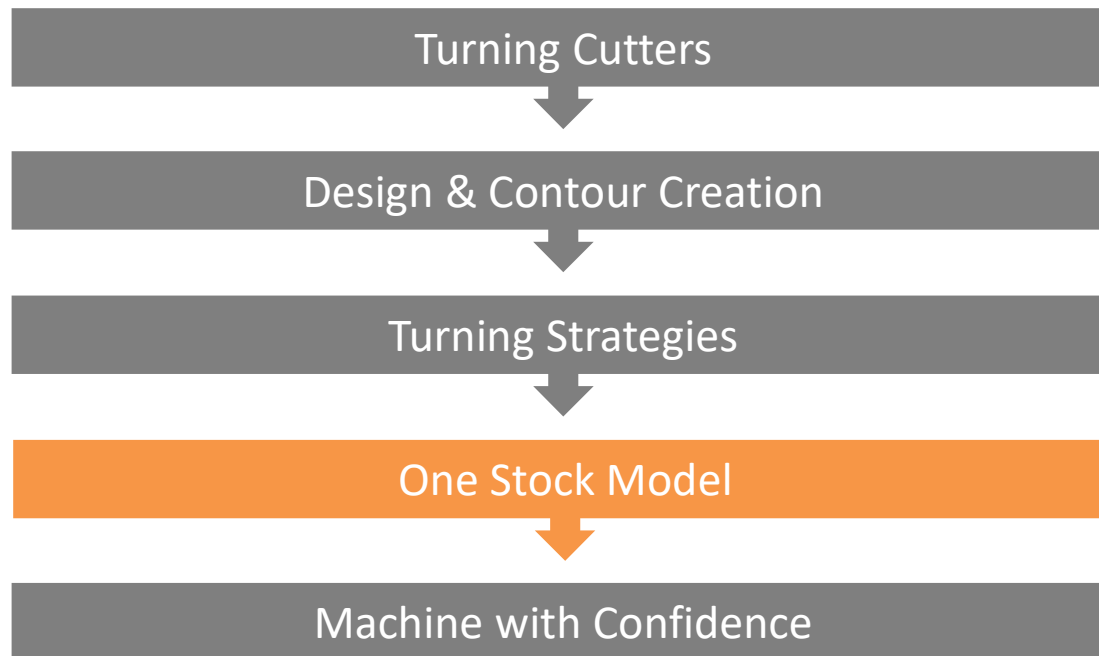 Turning Cutters
Design & Contour Creation
Turning Strategies
One Stock Model
Machine with Confidence